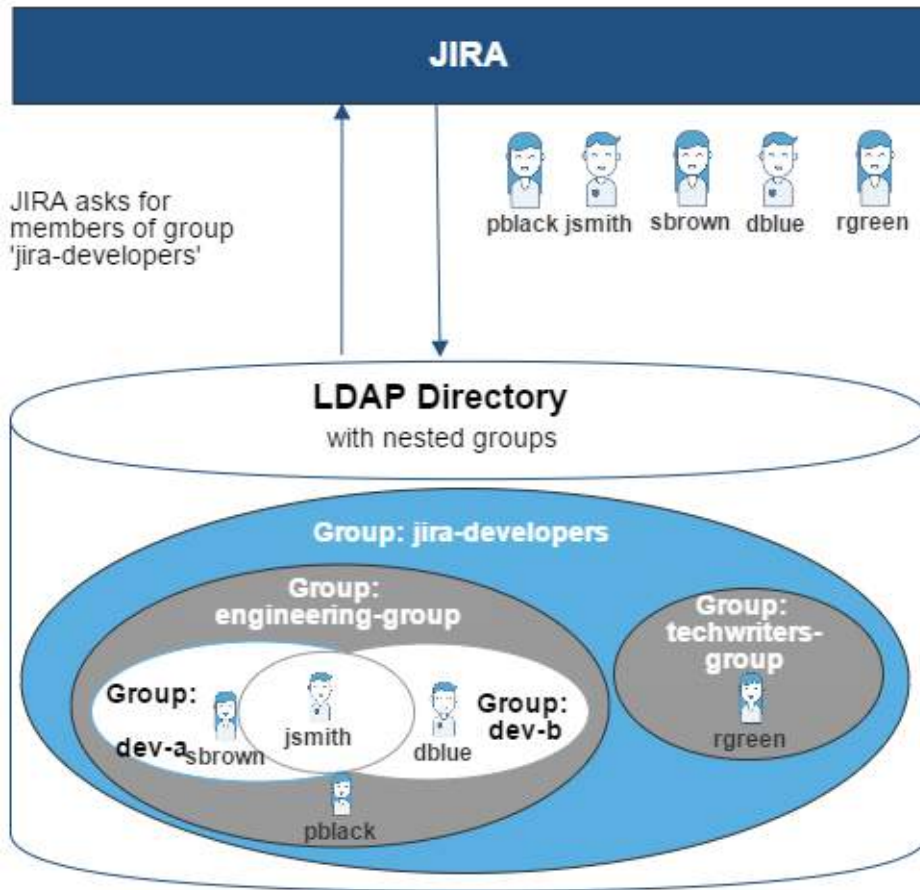 JIRA
JIRA asks for
members of group
'jira-developers'
pblack jsmith sbrown dblue rgreen
LDAP Directory
with nested groups
Group: jira-developers
Group:
engineering-group
Group:
techwriters-
group
Group:
dev-a
sbrown
jsmith
dblue
Group:
dev-b
rgreen
pblack